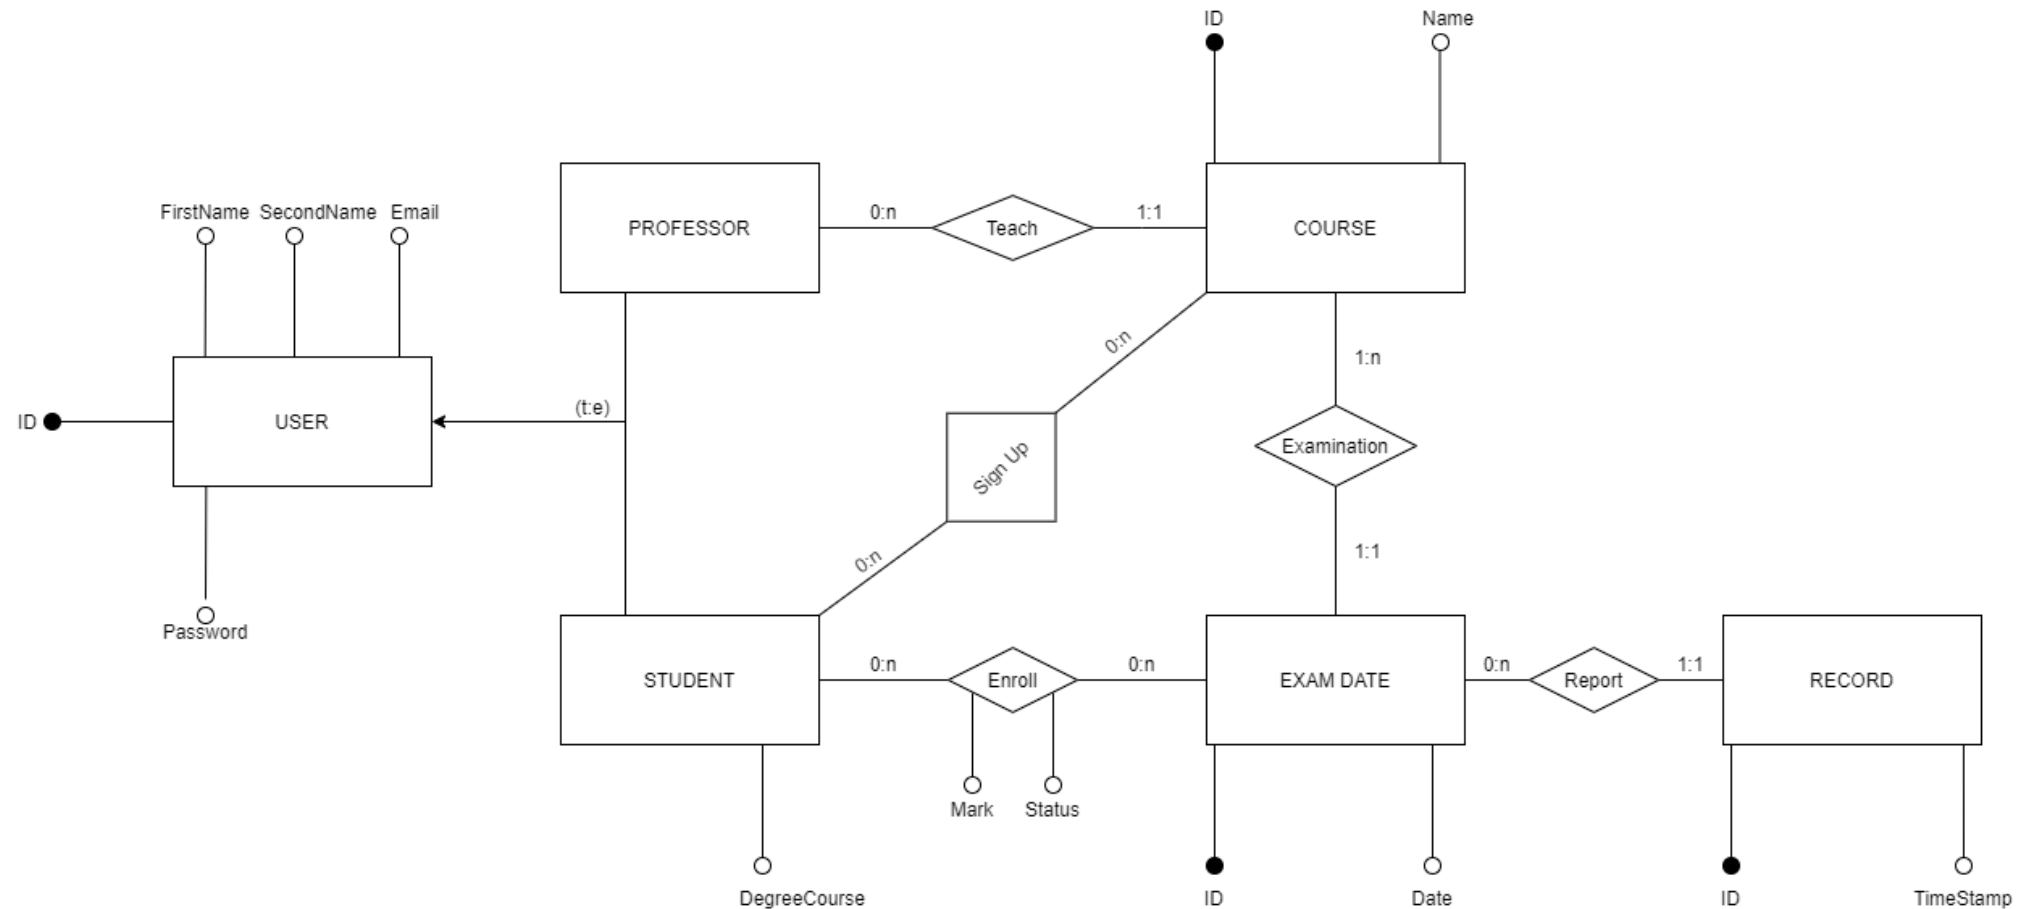 ID
Name
FirstName SecondName Email
PROFESSOR
0:n
Teach
1:1
COURSE
0:n
1:n
(t:e)
ID
USER
Sign Up
Examination
0:n
1:1
Password
STUDENT
0:n
Enroll
0:n
EXAM DATE
0:n
Report
1:1
RECORD
Mark
Status
DegreeCourse
ID
Date
ID
TimeStamp